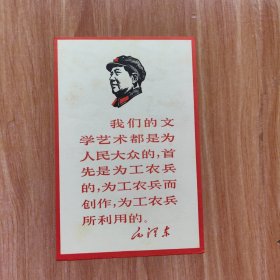 我们的文
学艺术都是为
人民大众的，首
先是为工农兵
的，为工农兵而
创作，为工农兵
所利用的。
毛泽东